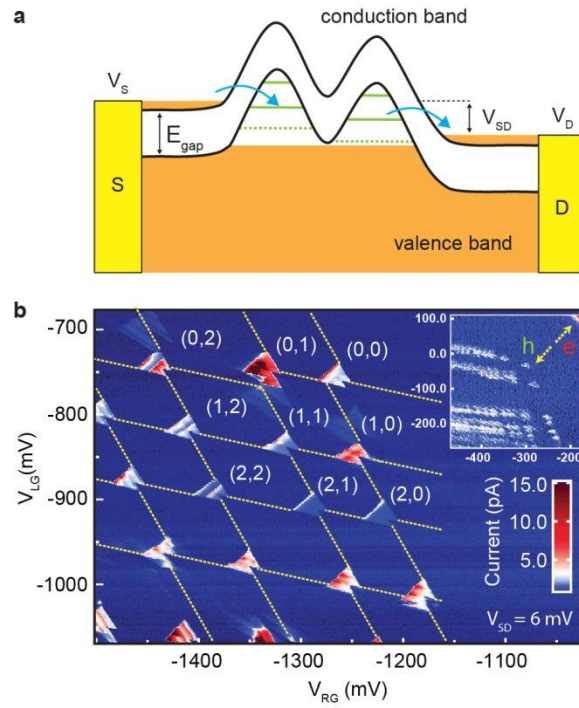 a
conduction band
V_S
E_gap
V_SD
V_D
S
D
valence band
b
-700
-800
-900
-1000
V_LG (mV)
(0,2)
(0,1)
(0,0)
(1,2)
(1,1)
(1,0)
(2,2)
(2,1)
(2,0)
100.0
0.0
-100.0
-200.0
h
e
-400
-300
-200
Current (pA)
15.0
10.0
5.0
V_SD = 6 mV
-1400
-1300
-1200
-1100
V_RG (mV)